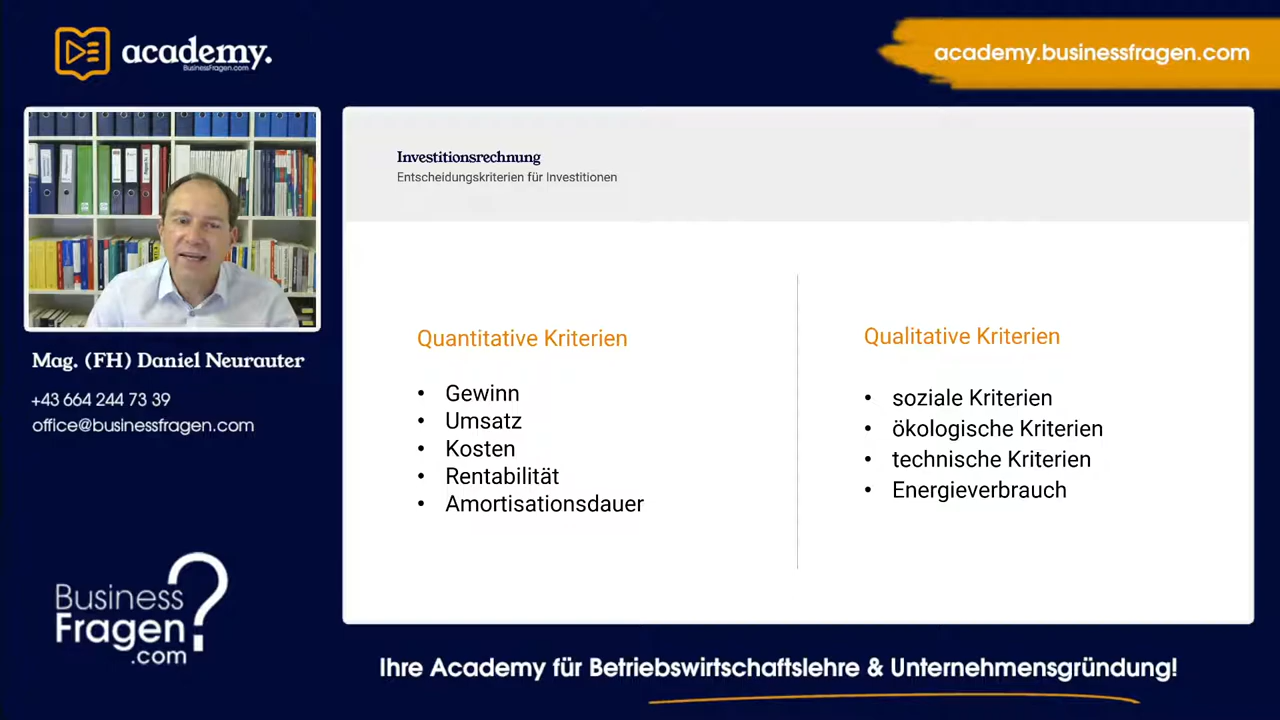 academy.
BusinessFragen.com
academy.businessfragen.com
Mag. (FH) Daniel Neurauter
+43 664 244 73 39
office@businessfragen.com
Business
Fragen
.com
?
Investitionsrechnung
Entscheidungskriterien für Investitionen
Quantitative Kriterien
• Gewinn
• Umsatz
• Kosten
• Rentabilität
• Amortisationsdauer
Qualitative Kriterien
• soziale Kriterien
• ökologische Kriterien
• technische Kriterien
• Energieverbrauch
Ihre Academy für Betriebswirtschaftslehre & Unternehmensgründung!